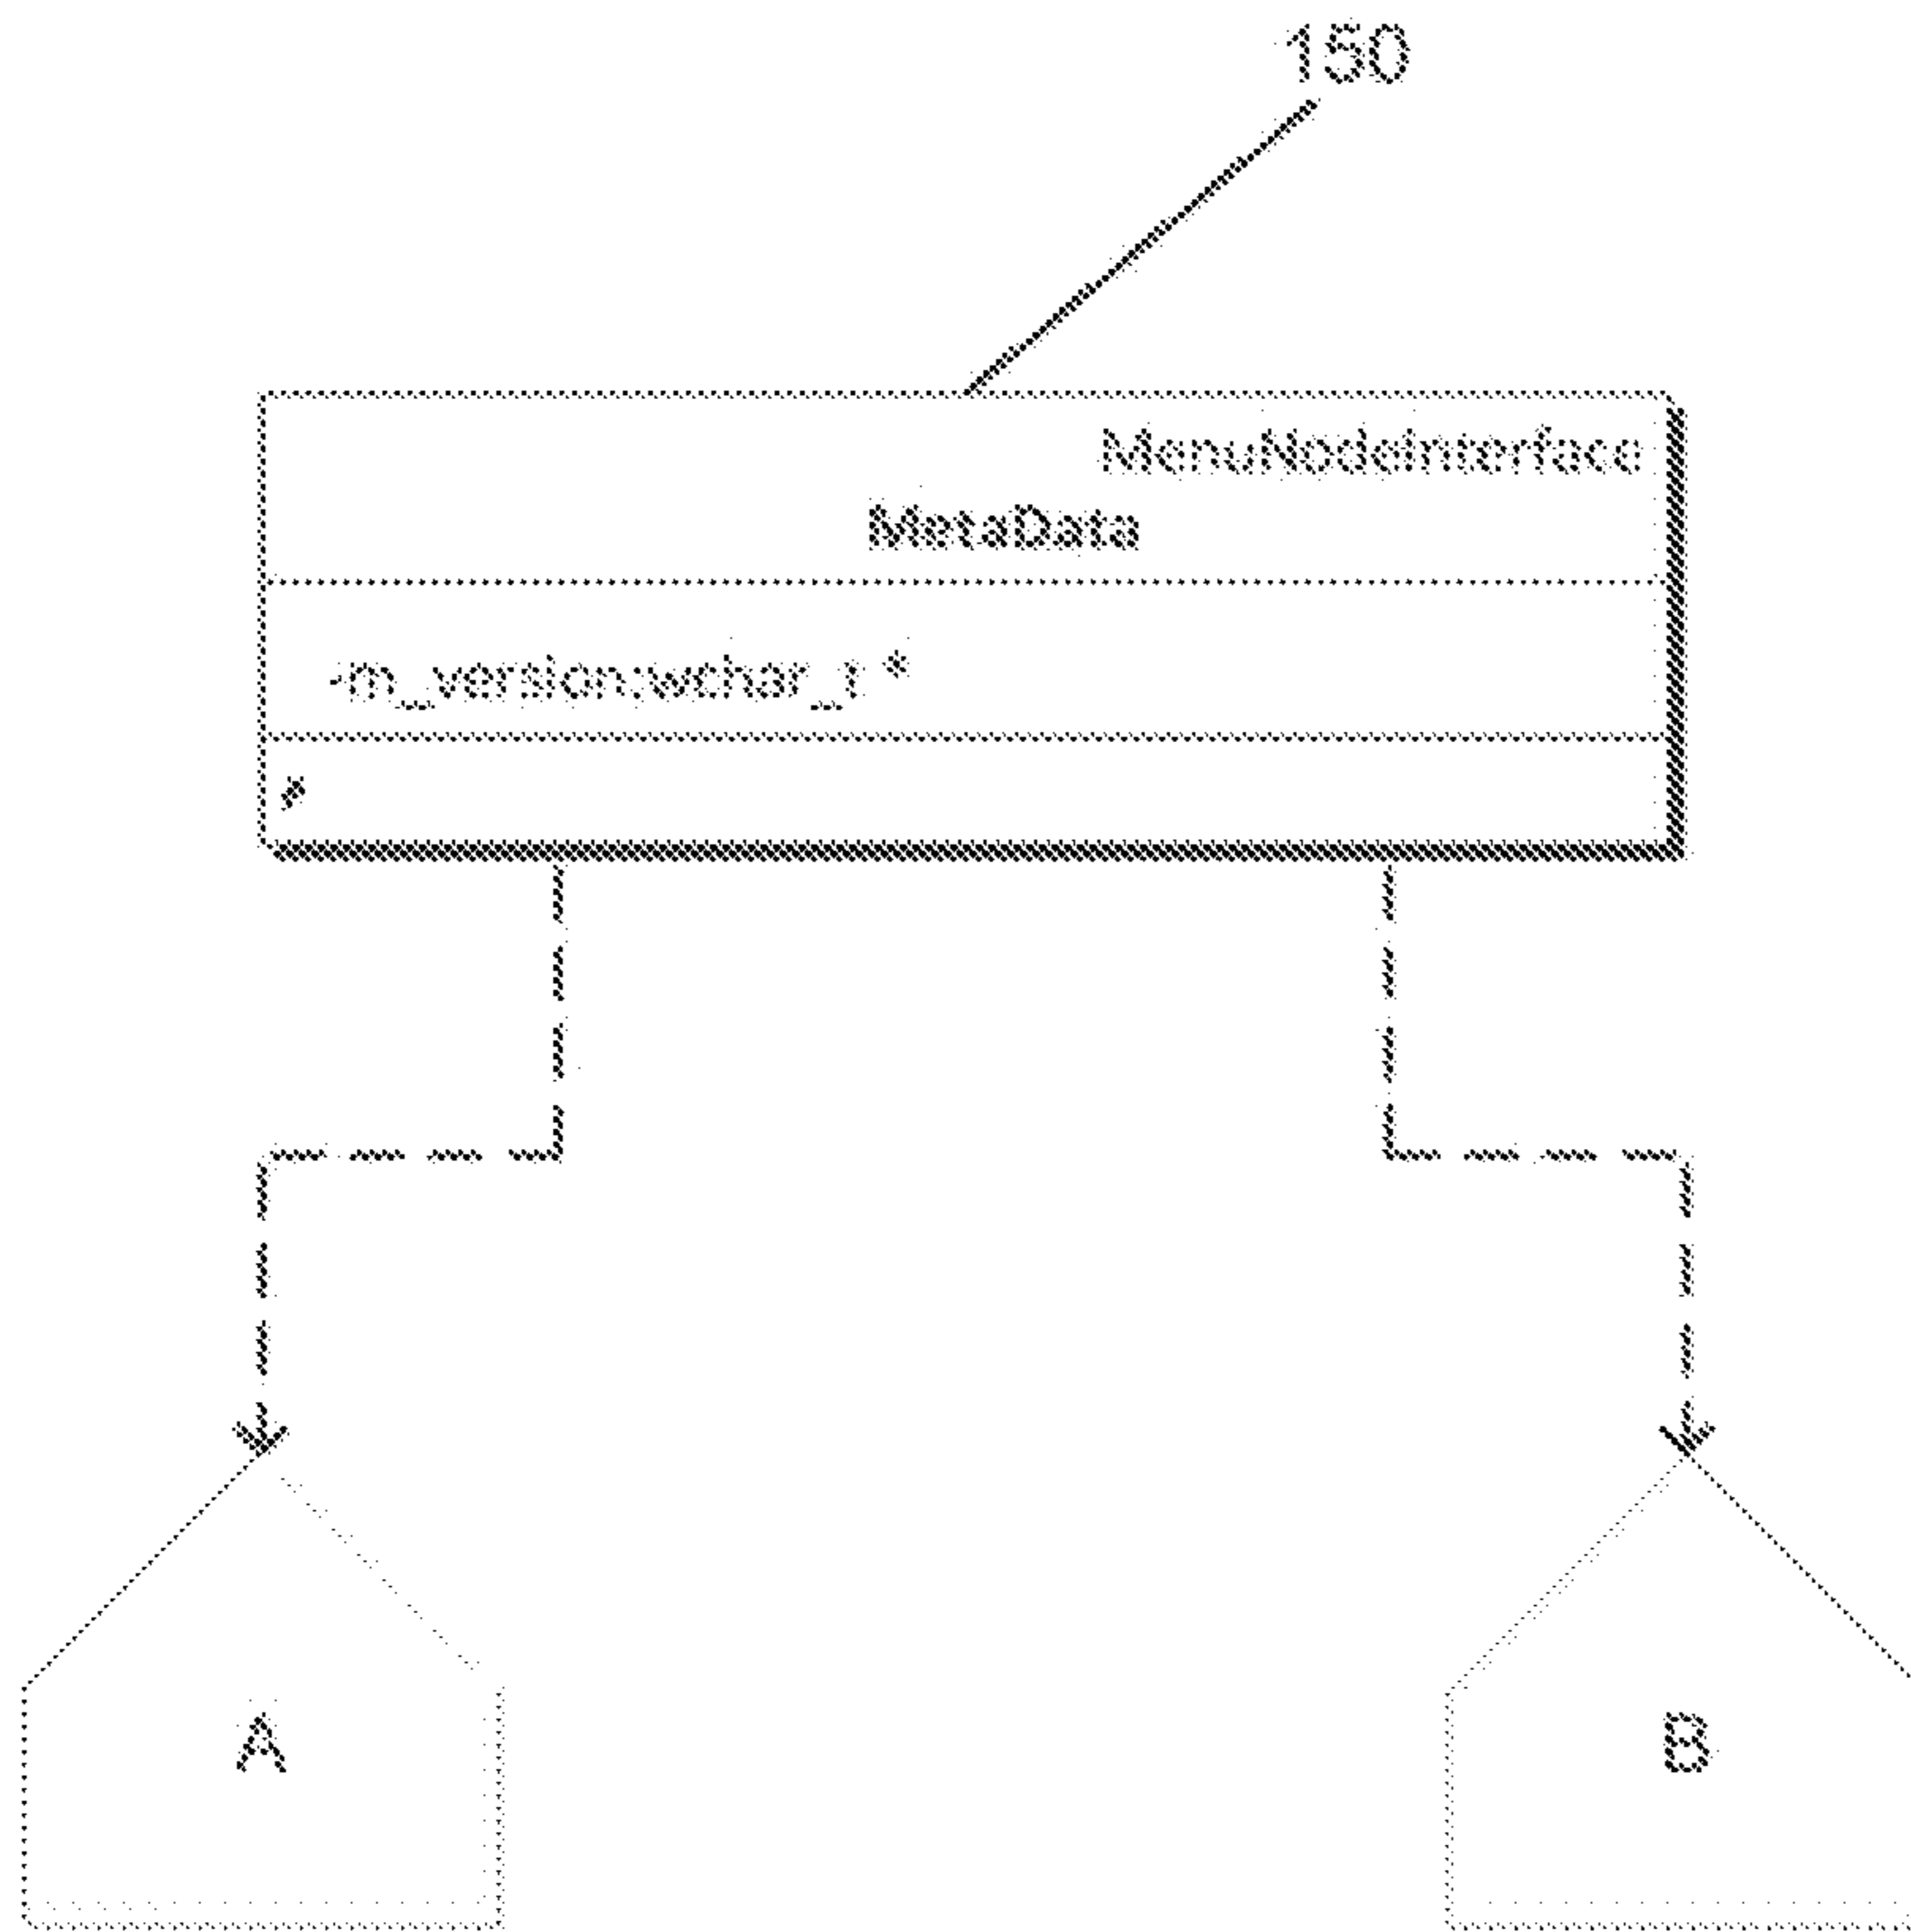 150
MenuNodeInterface
MetaData
-m_version:wchar_t *
A
B